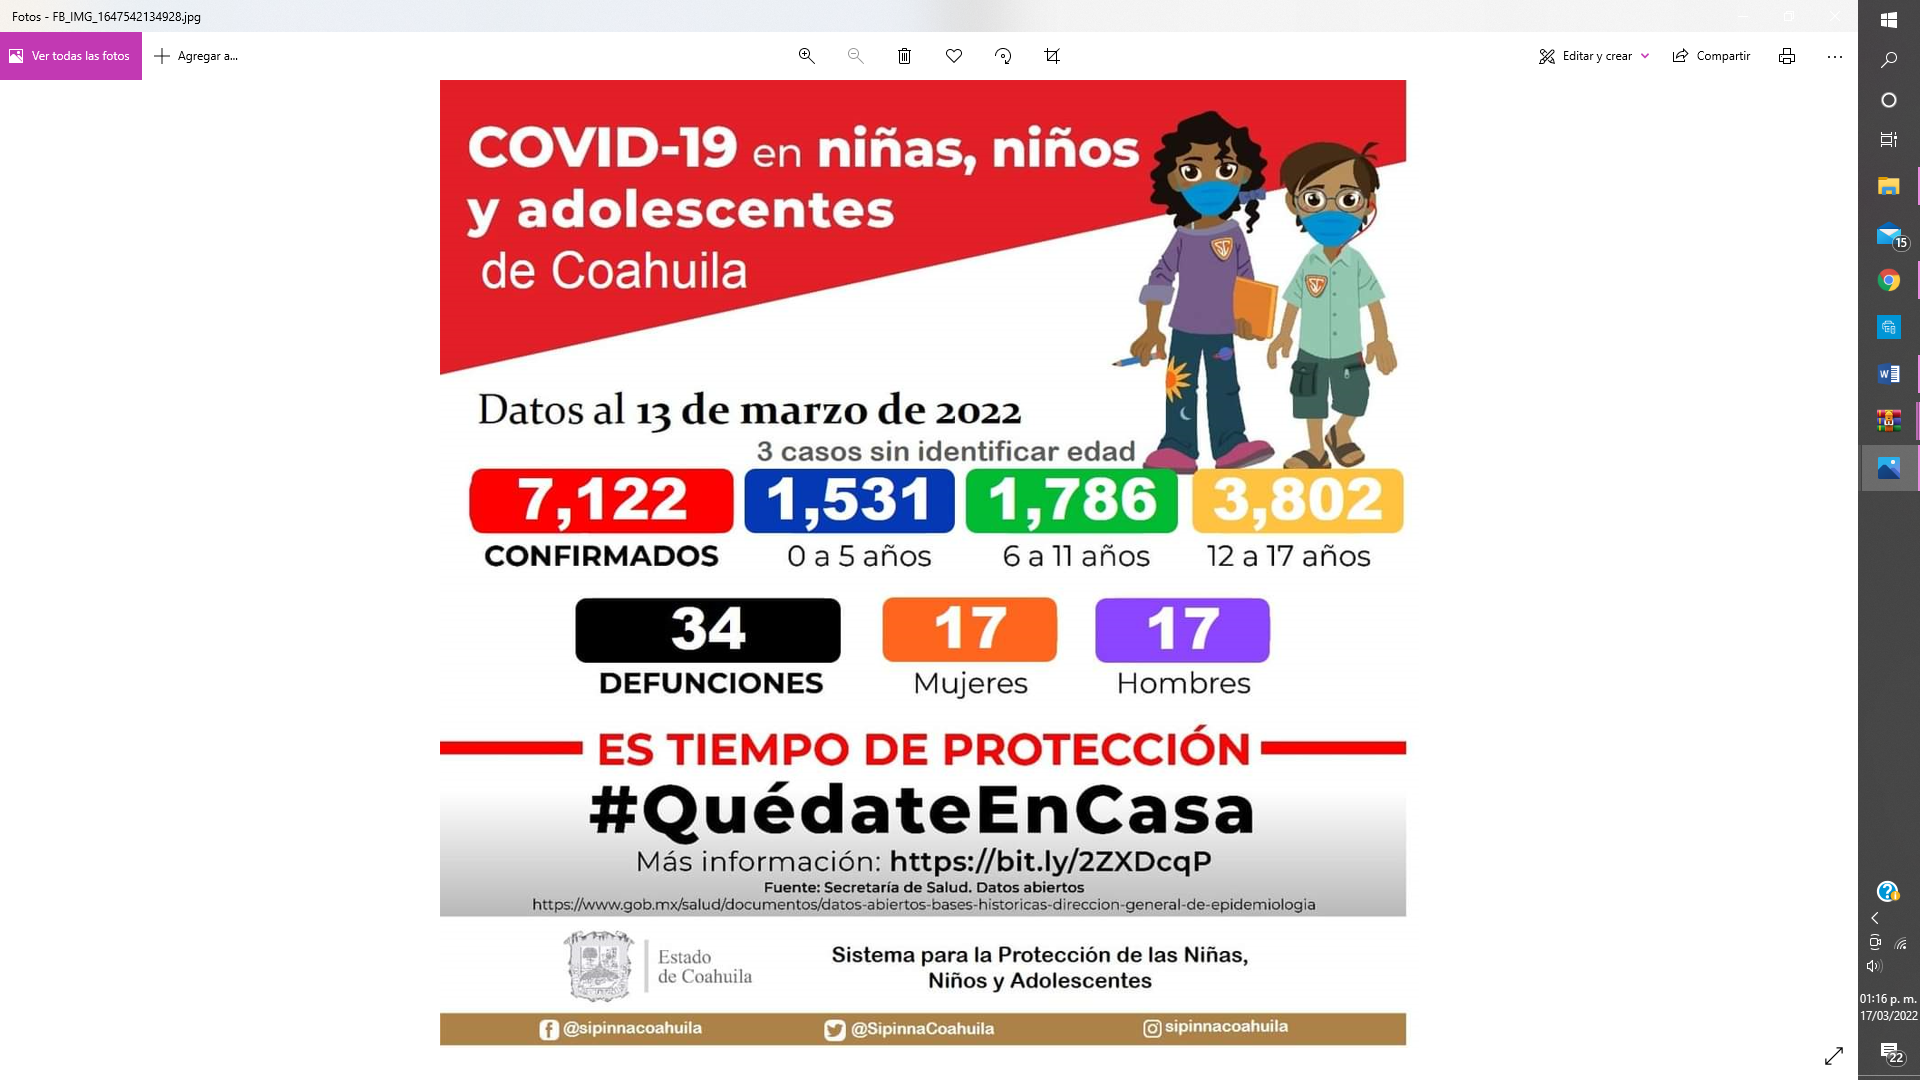 Fotos - FB_IMG_1647542134928.jpg
Ver todas las fotos
Agregar a...
Editar y crear
Compartir
COVID-19 en niñas, niños
y adolescentes
de Coahuila
Datos al 13 de marzo de 2022
3 casos sin identificar edad
7,122 1,531 1,786 3,802
CONFIRMADOS 0 a 5 años 6 a 11 años 12 a 17 años
34 17 17
DEFUNCIONES Mujeres Hombres
ES TIEMPO DE PROTECCIÓN
#QuédateEnCasa
Más información: https://bit.ly/2ZXDcqP
Fuente: Secretaría de Salud. Datos abiertos
https://www.gob.mx/salud/documentos/datos-abiertos-bases-historicas-direccion-general-de-epidemiologia
Estado
de Coahuila
Sistema para la Protección de las Niñas,
Niños y Adolescentes
@sipinnacoahuila @SipinnaCoahuila sipinnacoahuila
15
01:16 p. m.
17/03/2022
22